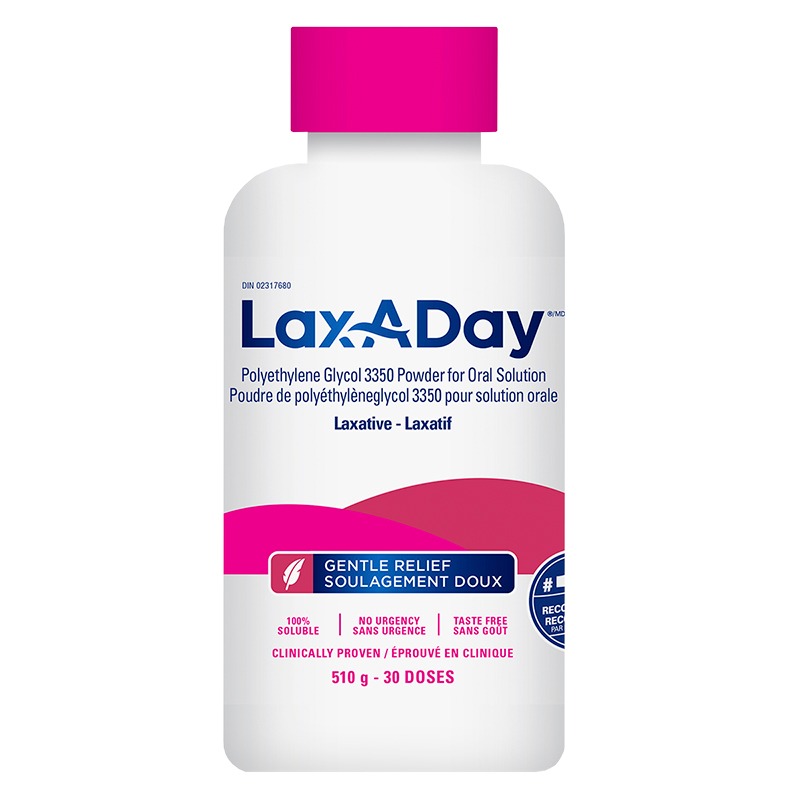 DIN 02317680
LaxADay ®/MD
Polyethylene Glycol 3350 Powder for Oral Solution
Poudre de polyéthylèneglycol 3350 pour solution orale
Laxative - Laxatif
GENTLE RELIEF
SOULAGEMENT DOUX
100% SOLUBLE
NO URGENCY SANS URGENCE
TASTE FREE SANS GOÛT
CLINICALLY PROVEN / ÉPROUVÉ EN CLINIQUE
510 g - 30 DOSES
#
PAR